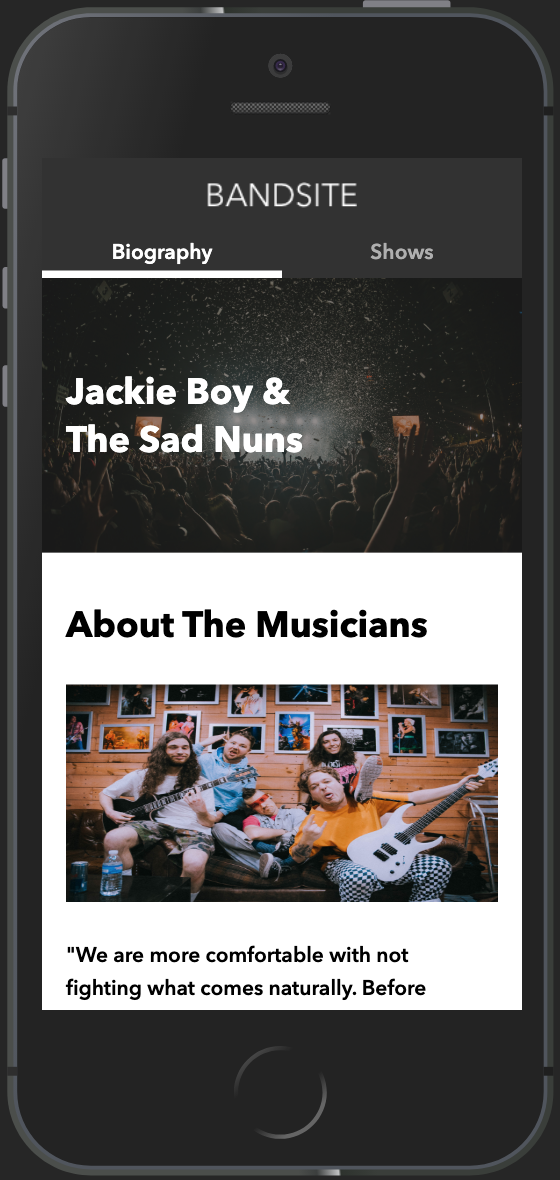 BANDSITE
Biography
Shows
Jackie Boy &
The Sad Nuns
About The Musicians
"We are more comfortable with not
fighting what comes naturally. Before